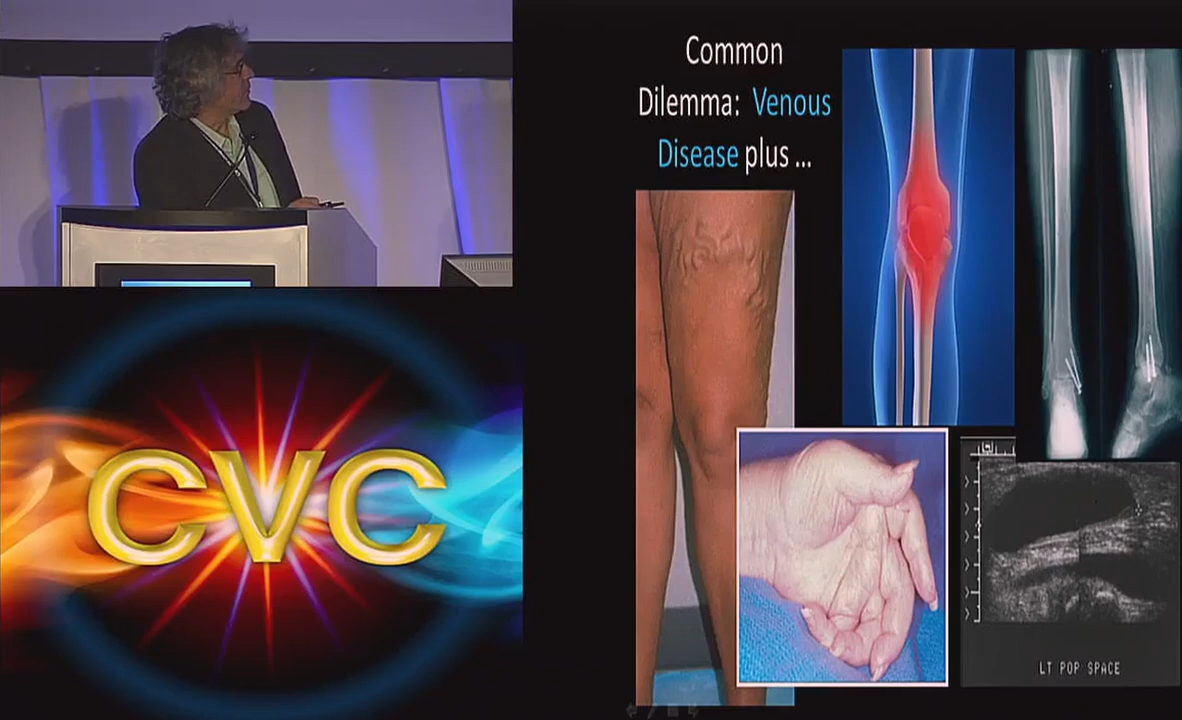 Common
Dilemma: Venous
Disease plus ...
CVC
LT POP SPACE